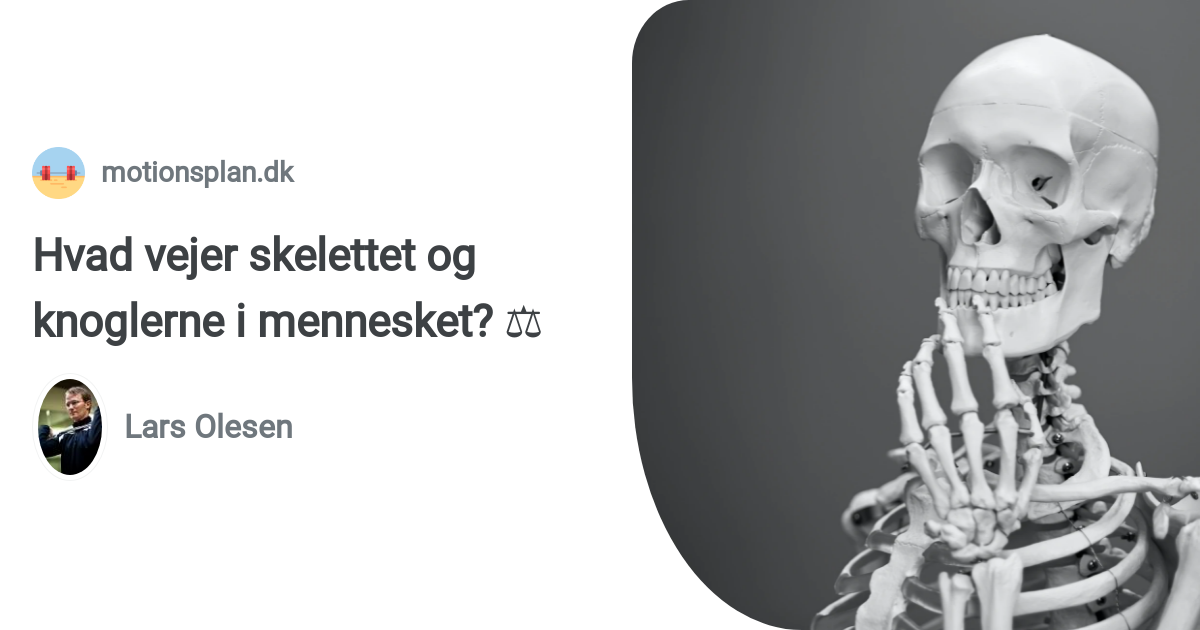 motionsplan.dk
Hvad vejer skelettet og
knoglerne i mennesket? ⚖
Lars Olesen